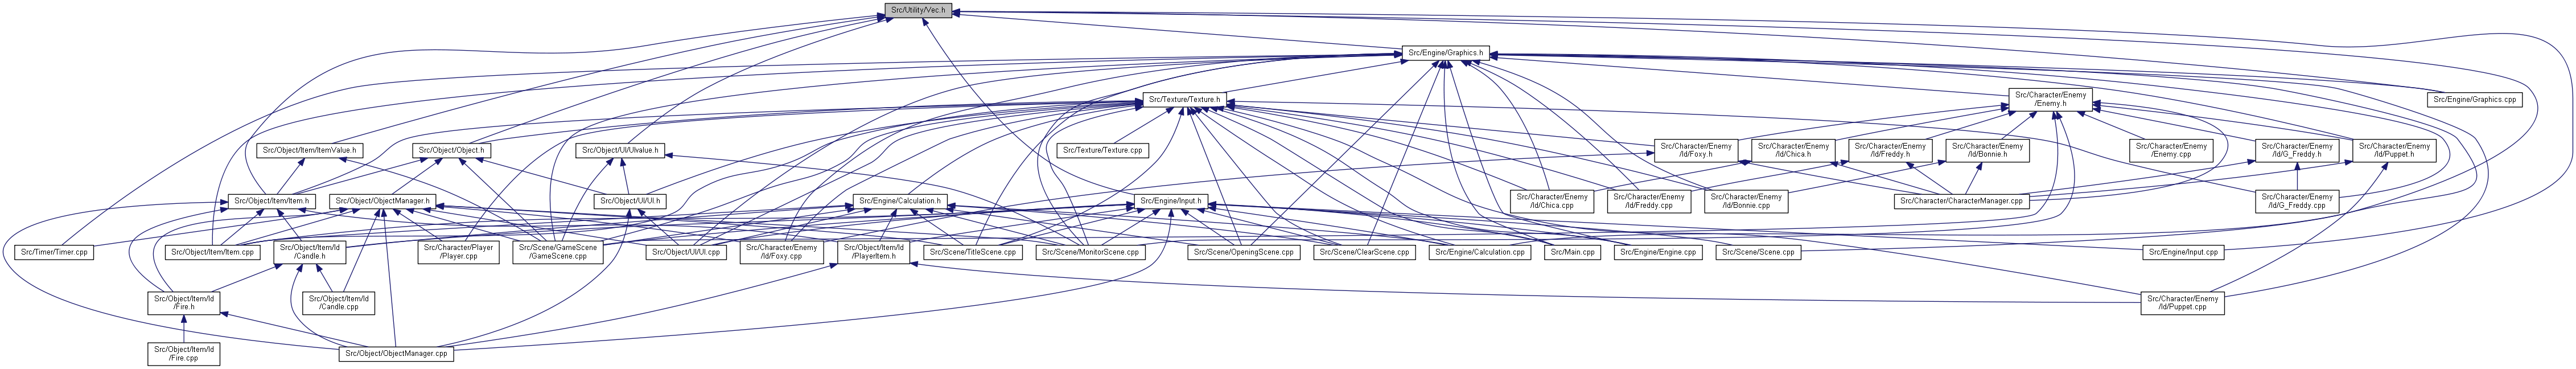 Src/Utility/Vec.h
Src/Engine/Graphics.h
Src/Texture/Texture.h
Src/Character/Enemy
/Enemy.h
Src/Engine/Graphics.cpp
Src/Object/Item/ItemValue.h
Src/Object/Object.h
Src/Object/UI/UIvalue.h
Src/Texture/Texture.cpp
Src/Character/Enemy
/Id/Foxy.h
Src/Character/Enemy
/Id/Chica.h
Src/Character/Enemy
/Id/Freddy.h
Src/Character/Enemy
/Id/Bonnie.h
Src/Character/Enemy
/Enemy.cpp
Src/Character/Enemy
/Id/G_Freddy.h
Src/Character/Enemy
/Id/Puppet.h
Src/Object/Item/Item.h
Src/Object/ObjectManager.h
Src/Object/UI/UI.h
Src/Engine/Calculation.h
Src/Engine/Input.h
Src/Character/Enemy
/Id/Chica.cpp
Src/Character/Enemy
/Id/Freddy.cpp
Src/Character/Enemy
/Id/Bonnie.cpp
Src/Character/CharacterManager.cpp
Src/Character/Enemy
/Id/G_Freddy.cpp
Src/Timer/Timer.cpp
Src/Object/Item/Item.cpp
Src/Object/Item/Id
/Candle.h
Src/Character/Player
/Player.cpp
Src/Scene/GameScene
/GameScene.cpp
Src/Object/UI/UI.cpp
Src/Character/Enemy
/Id/Foxy.cpp
Src/Object/Item/Id
/PlayerItem.h
Src/Scene/TitleScene.cpp
Src/Scene/MonitorScene.cpp
Src/Scene/OpeningScene.cpp
Src/Scene/ClearScene.cpp
Src/Engine/Calculation.cpp
Src/Main.cpp
Src/Engine/Engine.cpp
Src/Scene/Scene.cpp
Src/Engine/Input.cpp
Src/Object/Item/Id
/Fire.h
Src/Object/Item/Id
/Candle.cpp
Src/Character/Enemy
/Id/Puppet.cpp
Src/Object/Item/Id
/Fire.cpp
Src/Object/ObjectManager.cpp